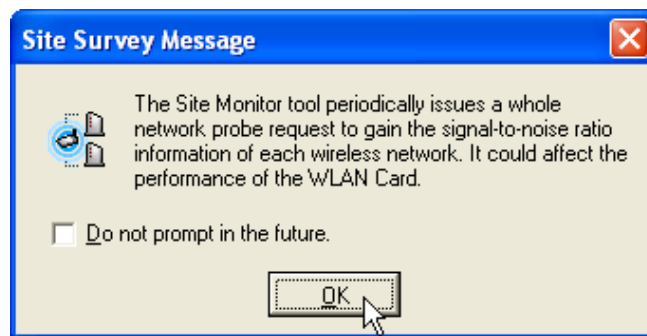 Site Survey Message
The Site Monitor tool periodically issues a whole
network probe request to gain the signal-to-noise ratio
information of each wireless network. It could affect the
performance of the WLAN Card.
Do not prompt in the future.
OK